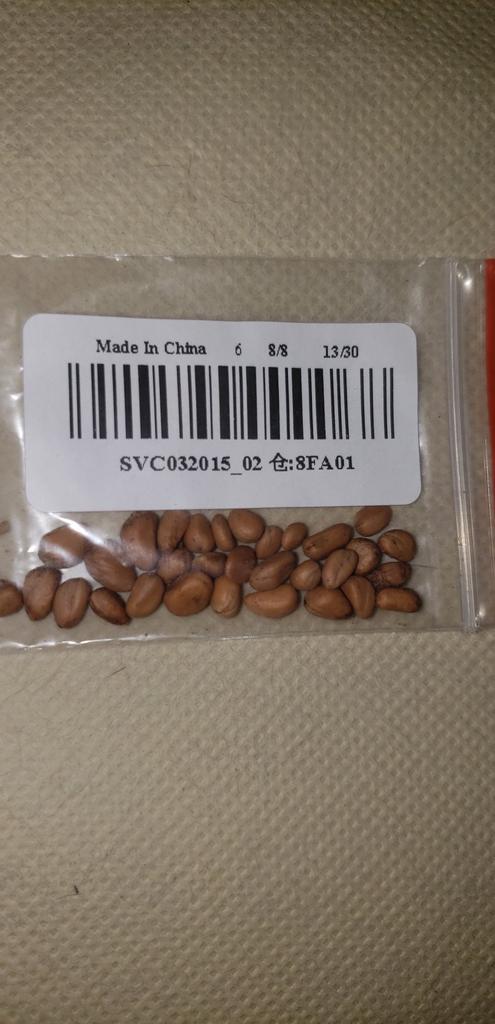 Made In China 6 8/8 13/30
SVC032015_02 仓:8FA01